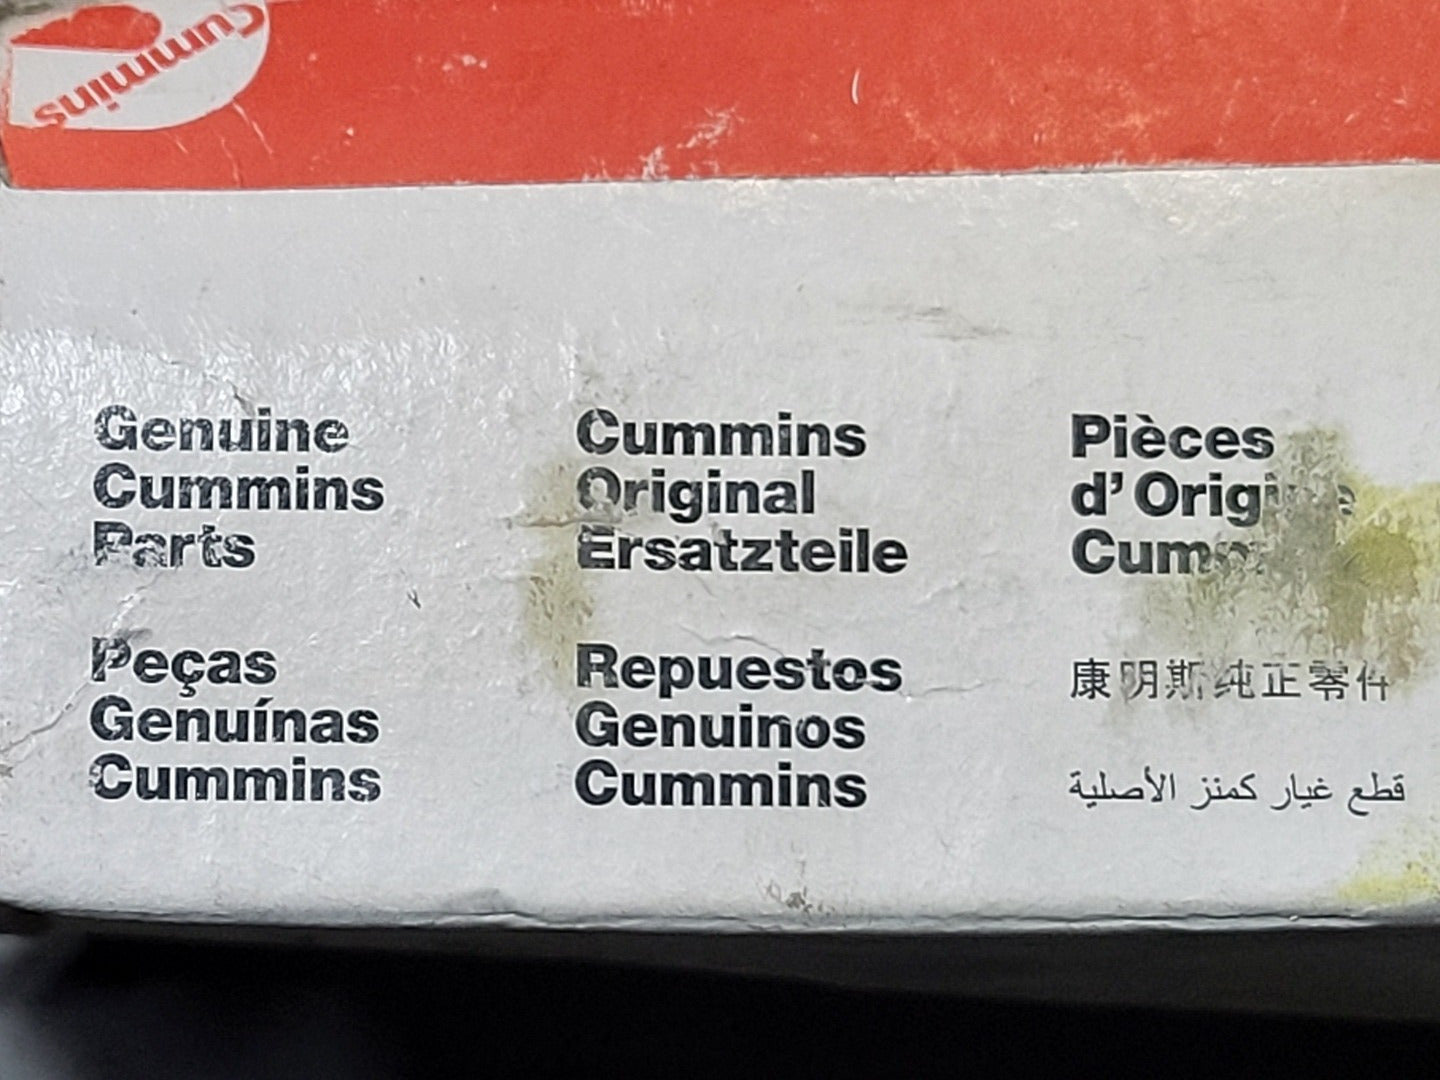 Cummins
Genuine
Cummins
Parts
Cummins
Original
Ersatzteile
Pièces
d'Origine
Peças
Genuínas
Cummins
Repuestos
Genuinos
Cummins
康明斯纯正零件
قطع غيار كمنز الأصلية